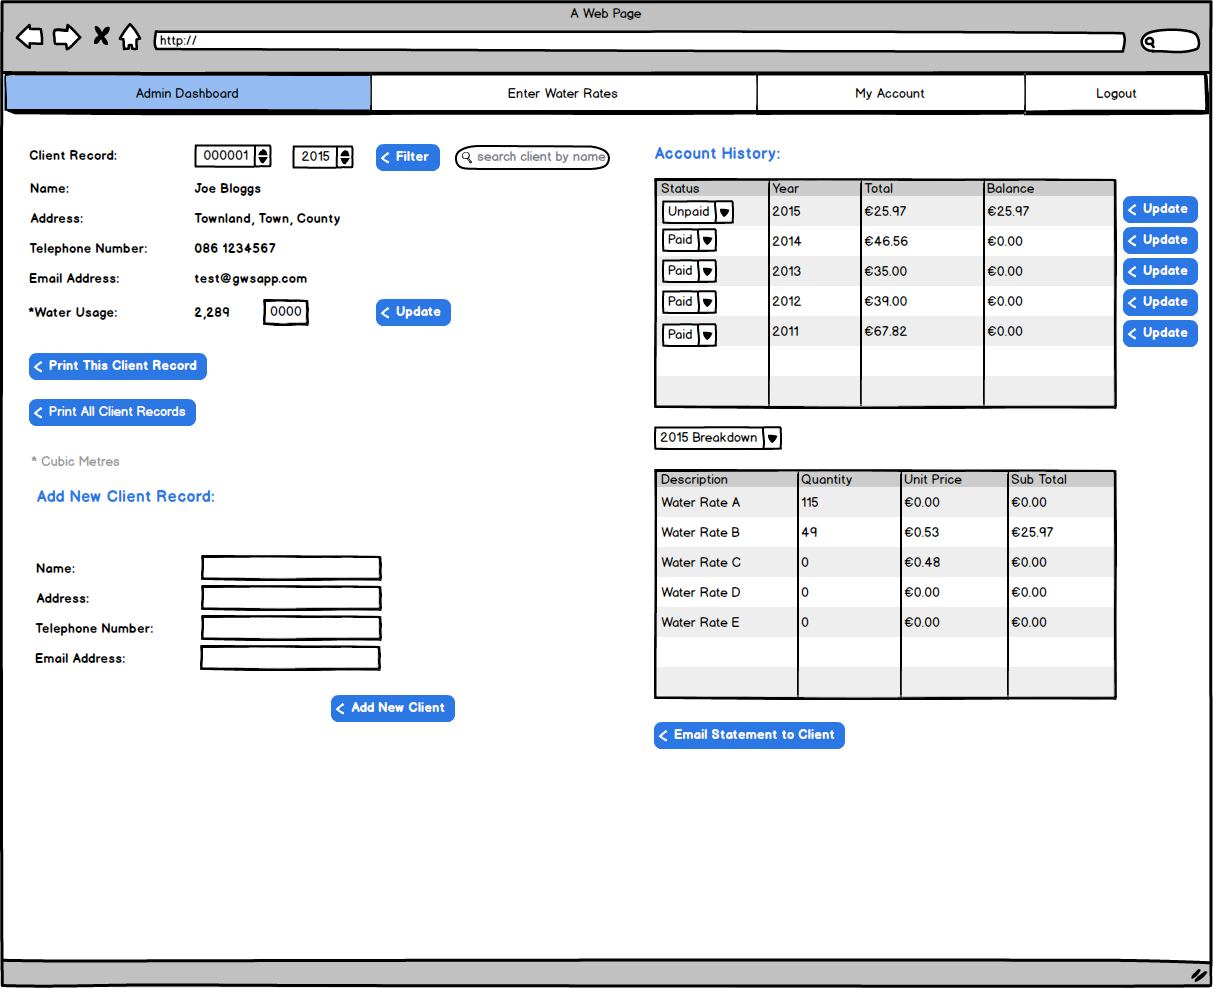 A Web Page
http://
Admin Dashboard Enter Water Rates My Account Logout
Client Record: 000001 2015 Filter search client by name
Name: Joe Bloggs
Address: Townland, Town, County
Telephone Number: 086 1234567
Email Address: test@gwsapp.com
*Water Usage: 2,289 0000 Update
Print This Client Record
Print All Client Records
* Cubic Metres
Add New Client Record:
Name:
Address:
Telephone Number:
Email Address:
Add New Client
Account History:
Status Year Total Balance
Unpaid 2015 €25.97 €25.97 Update
Paid 2014 €46.56 €0.00 Update
Paid 2013 €35.00 €0.00 Update
Paid 2012 €39.00 €0.00 Update
Paid 2011 €67.82 €0.00 Update
2015 Breakdown
Description Quantity Unit Price Sub Total
Water Rate A 115 €0.00 €0.00
Water Rate B 49 €0.53 €25.97
Water Rate C 0 €0.48 €0.00
Water Rate D 0 €0.00 €0.00
Water Rate E 0 €0.00 €0.00
Email Statement to Client